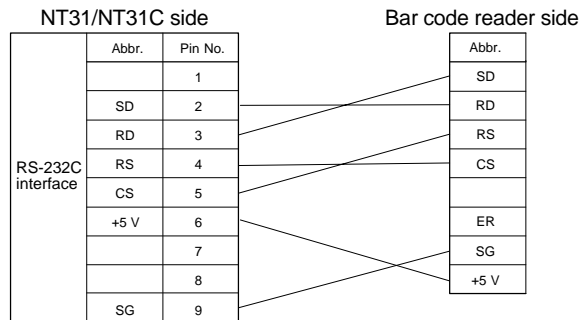 NT31/NT31C side Bar code reader side
Abbr. Pin No. Abbr.
1 SD
SD 2 RD
RD 3 RS
RS-232C interface RS 4 CS
CS 5
+5 V 6 ER
7 SG
8 +5 V
SG 9